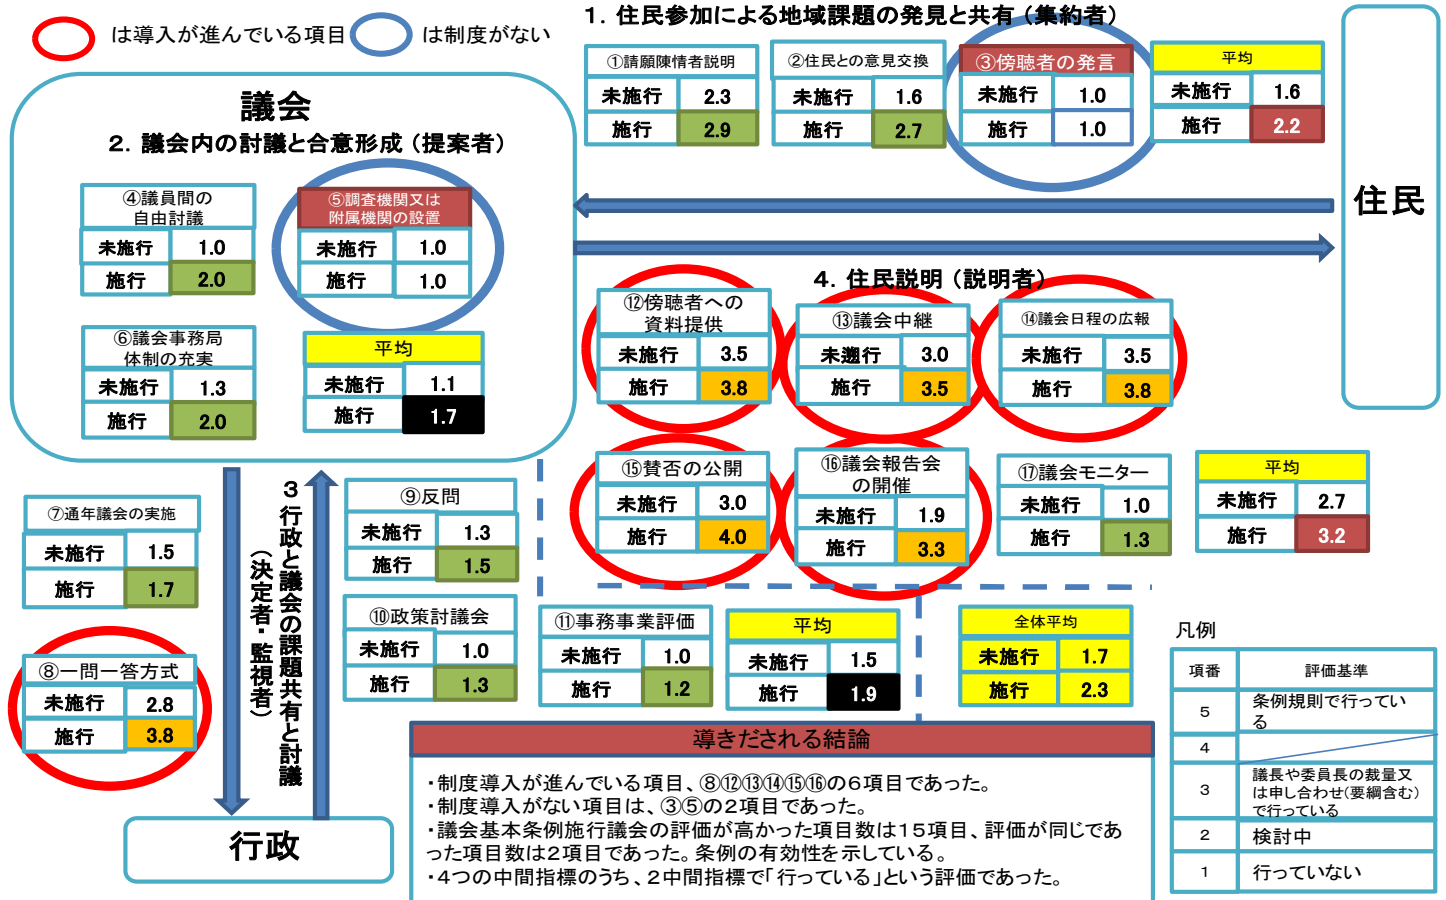 は導入が進んでいる項目
は制度がない
1．住民参加による地域課題の発見と共有（集約者）
①請願陳情者説明
未施行 2.3
施行 2.9
②住民との意見交換
未施行 1.6
施行 2.7
③傍聴者の発言
未施行 1.0
施行 1.0
平均
未施行 1.6
施行 2.2
議会
2．議会内の討議と合意形成（提案者）
④議員間の
自由討議
未施行 1.0
施行 2.0
⑤調査機関又は
附属機関の設置
未施行 1.0
施行 1.0
⑥議会事務局
体制の充実
未施行 1.3
施行 2.0
平均
未施行 1.1
施行 1.7
住民
4．住民説明（説明者）
⑫傍聴者への
資料提供
未施行 3.5
施行 3.8
⑬議会中継
未遡行 3.0
施行 3.5
⑭議会日程の広報
未施行 3.5
施行 3.8
⑮賛否の公開
未施行 3.0
施行 4.0
⑯議会報告会
の開催
未施行 1.9
施行 3.3
⑰議会モニター
未施行 1.0
施行 1.3
平均
未施行 2.7
施行 3.2
3 行政と議会の課題共有と討議
（決定者・監視者）
⑦通年議会の実施
未施行 1.5
施行 1.7
⑧一問一答方式
未施行 2.8
施行 3.8
⑨反問
未施行 1.3
施行 1.5
⑩政策討議会
未施行 1.0
施行 1.3
⑪事務事業評価
未施行 1.0
施行 1.2
平均
未施行 1.5
施行 1.9
全体平均
未施行 1.7
施行 2.3
行政
導きだされる結論
・制度導入が進んでいる項目、⑧⑫⑬⑭⑮⑯の6項目であった。
・制度導入がない項目は、③⑤の2項目であった。
・議会基本条例施行議会の評価が高かった項目数は15項目、評価が同じであ
った項目数は2項目であった。条例の有効性を示している。
・4つの中間指標のうち、2中間指標で「行っている」という評価であった。
凡例
項番 評価基準
5 条例規則で行ってい
る
4
3 議長や委員長の裁量又
は申し合わせ(要綱含む)
で行っている
2 検討中
1 行っていない